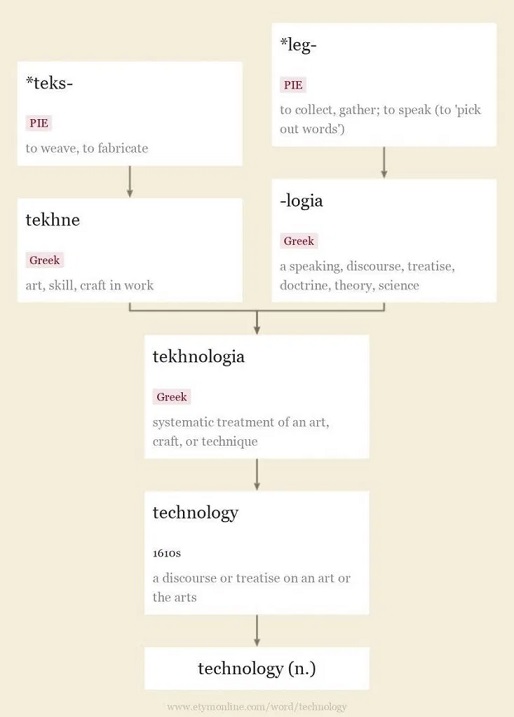 *teks-
PIE
to weave, to fabricate
*leg-
PIE
to collect, gather; to speak (to 'pick
out words')
tekhne
Greek
art, skill, craft in work
-logia
Greek
a speaking, discourse, treatise,
doctrine, theory, science
tekhnologia
Greek
systematic treatment of an art,
craft, or technique
technology
1610s
a discourse or treatise on an art or
the arts
technology (n.)
www.etymonline.com/word/technology